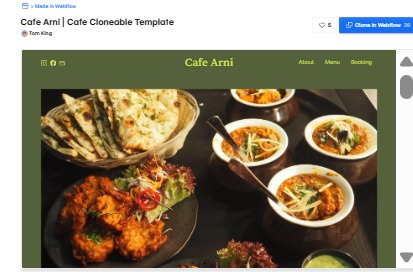 Made in Webflow
Cafe Arni | Cafe Cloneable Template
Tom King
5
Clone in Webflow 39
Cafe Arni
About Menu Booking